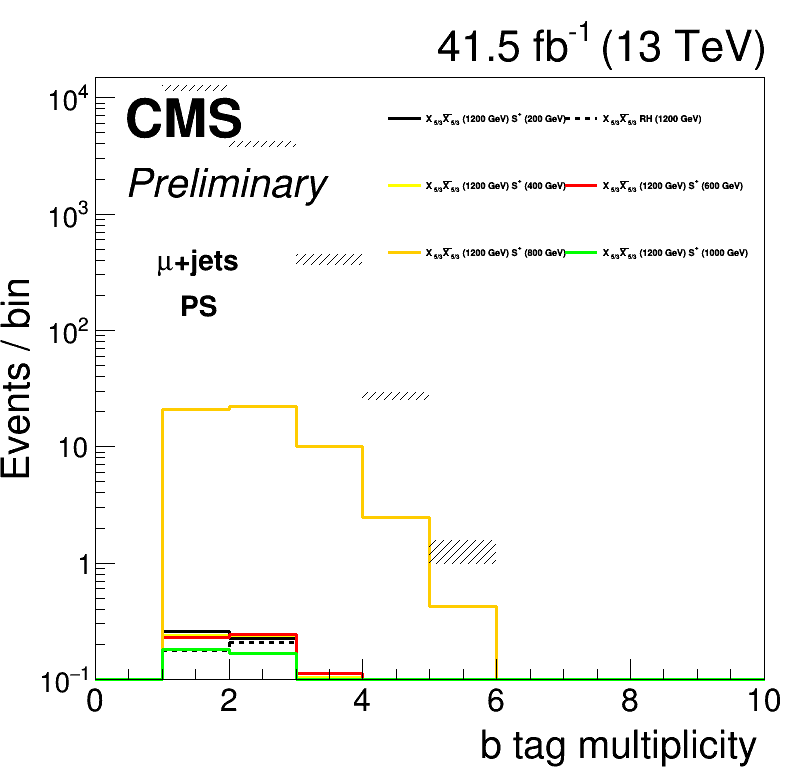 41.5 fb⁻¹ (13 TeV)
CMS
Preliminary
μ+jets
PS
X₅/₃X̅₅/₃ (1200 GeV) S⁺ (200 GeV)
X₅/₃X̅₅/₃ RH (1200 GeV)
X₅/₃X̅₅/₃ (1200 GeV) S⁺ (400 GeV)
X₅/₃X̅₅/₃ (1200 GeV) S⁺ (600 GeV)
X₅/₃X̅₅/₃ (1200 GeV) S⁺ (800 GeV)
X₅/₃X̅₅/₃ (1200 GeV) S⁺ (1000 GeV)
Events / bin
10⁴
10³
10²
10
1
10⁻¹
0 2 4 6 8 10
b tag multiplicity